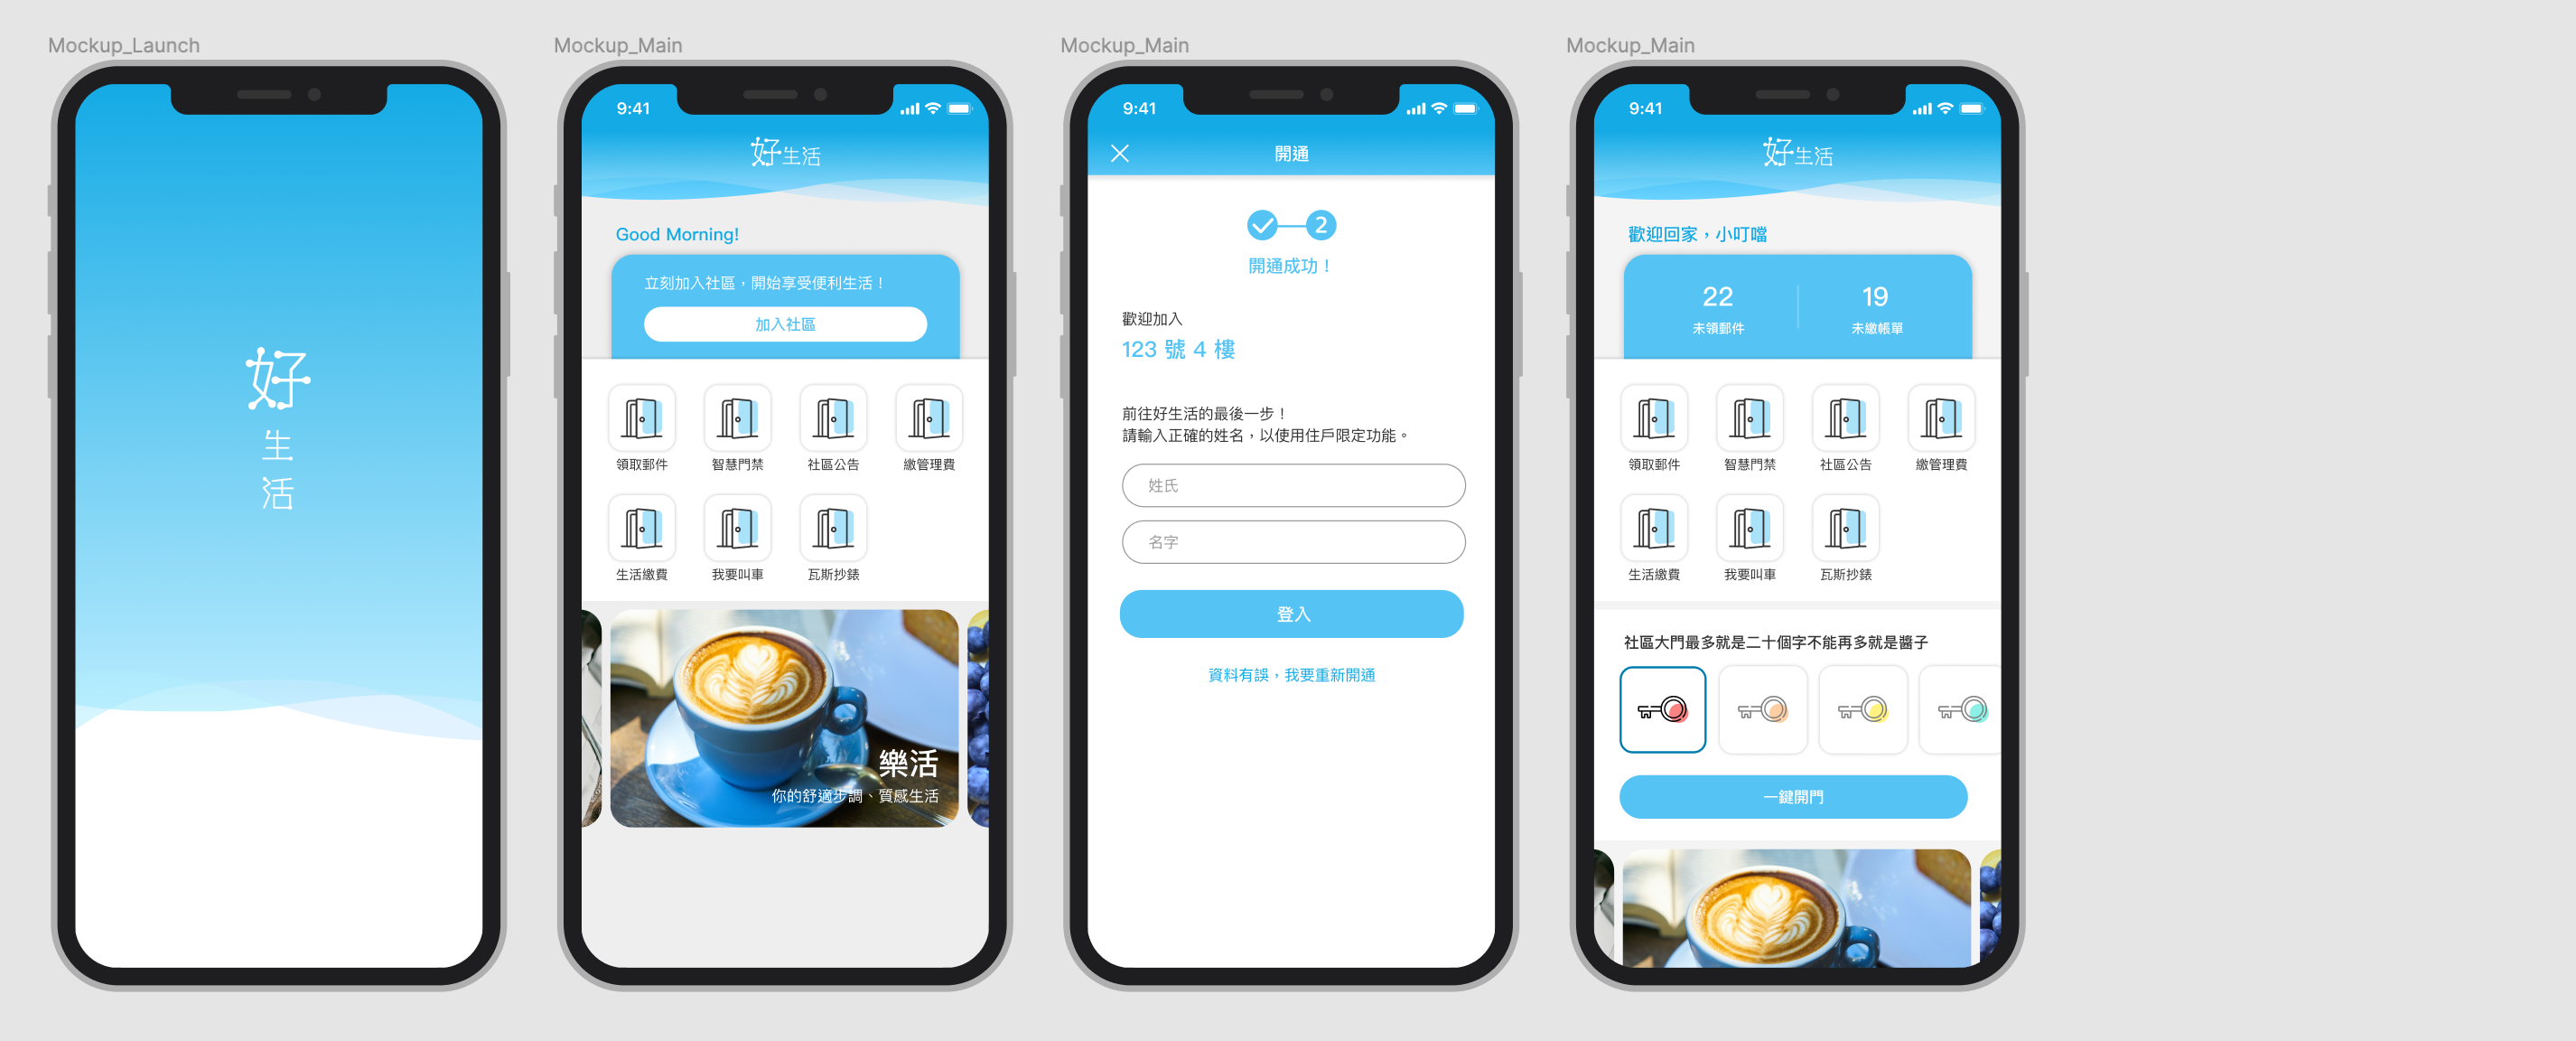 Mockup_Launch
好
生
活
Mockup_Main
9:41
好生活
Good Morning!
立刻加入社區，開始享受便利生活！
加入社區
領取郵件 智慧門禁 社區公告 繳管理費
生活繳費 我要叫車 瓦斯抄錶
樂活
你的舒適步調、質感生活
Mockup_Main
9:41
開通
2
開通成功！
歡迎加入
123 號 4 樓
前往好生活的最後一步！
請輸入正確的姓名，以使用住戶限定功能。
姓氏
名字
登入
資料有誤，我要重新開通
Mockup_Main
9:41
好生活
歡迎回家，小叮噹
22 19
未領郵件 未繳帳單
領取郵件 智慧門禁 社區公告 繳管理費
生活繳費 我要叫車 瓦斯抄錶
社區大門最多就是二十個字不能再多就是醬子
一鍵開門